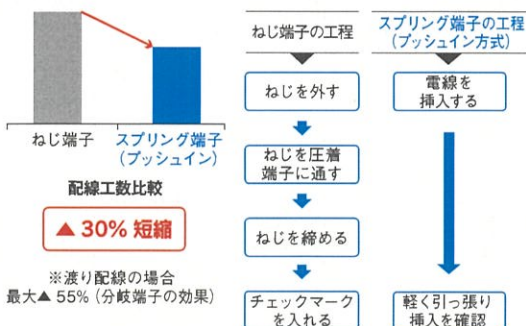 ねじ端子
スプリング端子
（プッシュイン）
配線工数比較
▲ 30% 短縮
※渡り配線の場合
最大▲ 55%（分岐端子の効果）
ねじ端子の工程
ねじを外す
ねじを圧着
端子に通す
ねじを締める
チェックマーク
を入れる
スプリング端子の工程
（プッシュイン方式）
電線を
挿入する
軽く引っ張り
挿入を確認